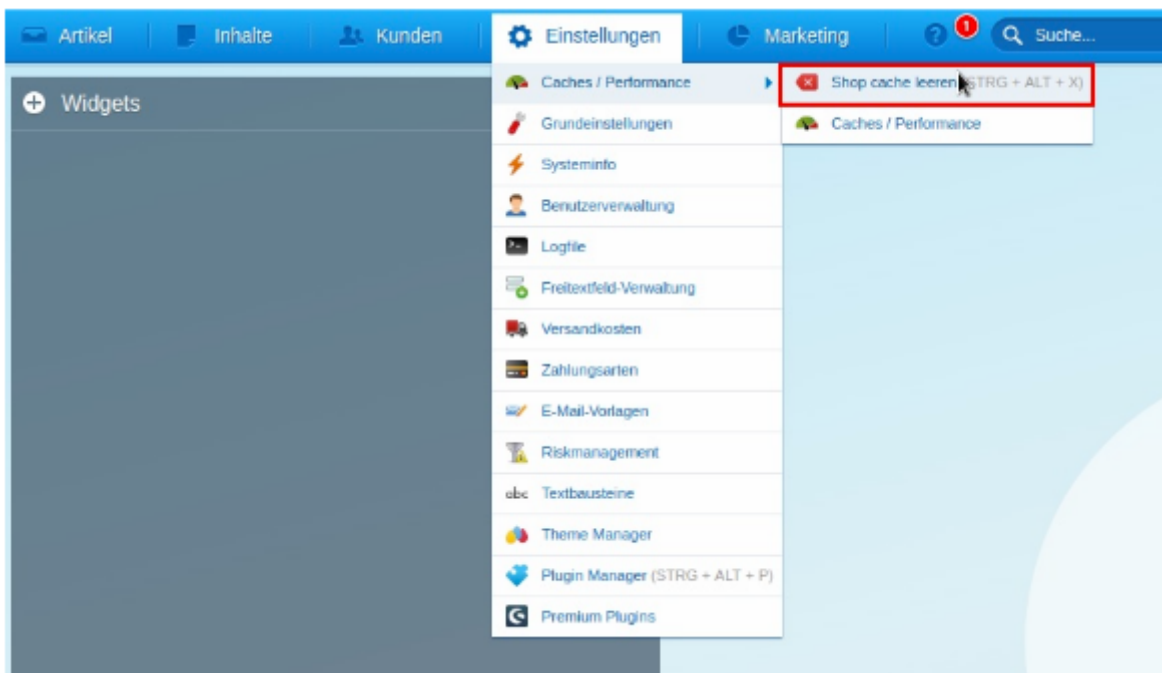 Artikel Inhalte Kunden Einstellungen Marketing 1 Suche...
Widgets
Caches / Performance
Shop cache leeren (STRG + ALT + X)
Caches / Performance
Grundeinstellungen
Systeminfo
Benutzerverwaltung
Logfile
Freitextfeld-Verwaltung
Versandkosten
Zahlungsarten
E-Mail-Vorlagen
Riskmanagement
abc Textbausteine
Theme Manager
Plugin Manager (STRG + ALT + P)
Premium Plugins